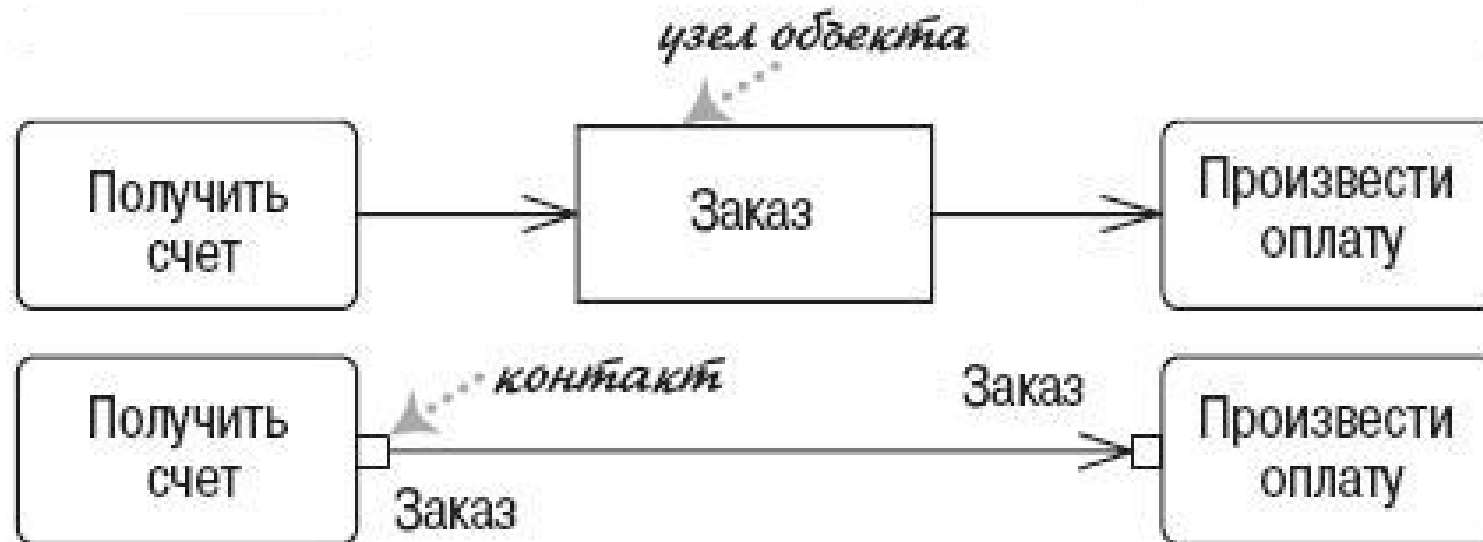 узел объекта
Получить
счет
Заказ
Произвести
оплату
контакт
Получить
счет
Заказ
Заказ
Произвести
оплату